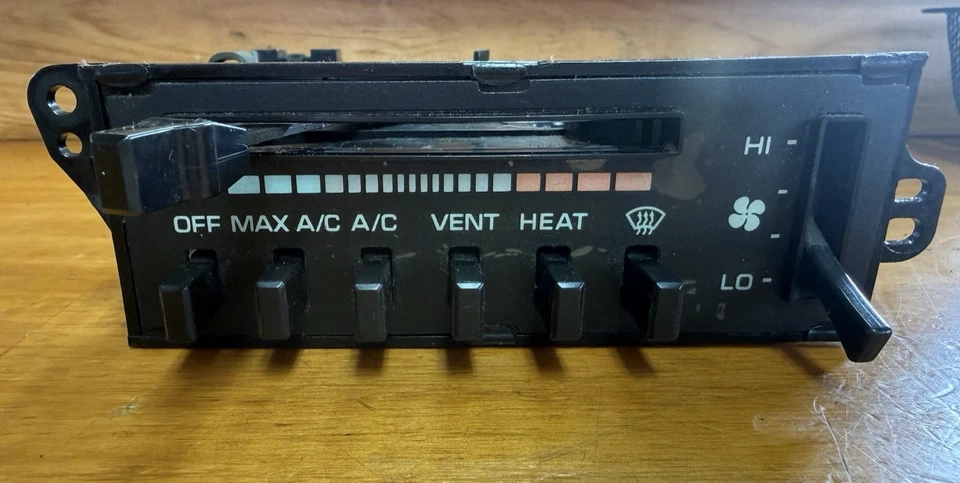 HI
OFF MAX A/C A/C VENT HEAT
LO